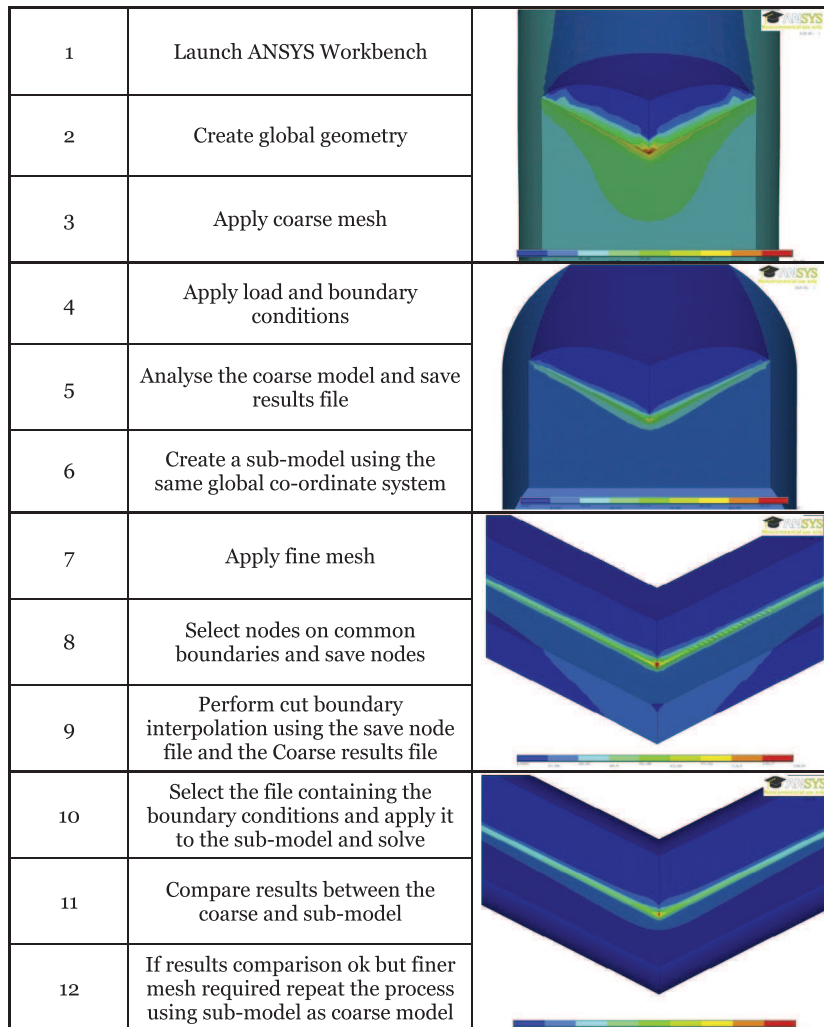 1
Launch ANSYS Workbench
2
Create global geometry
3
Apply coarse mesh
4
Apply load and boundary
conditions
5
Analyse the coarse model and save
results file
6
Create a sub-model using the
same global co-ordinate system
7
Apply fine mesh
8
Select nodes on common
boundaries and save nodes
9
Perform cut boundary
interpolation using the save node
file and the Coarse results file
10
Select the file containing the
boundary conditions and apply it
to the sub-model and solve
11
Compare results between the
coarse and sub-model
12
If results comparison ok but finer
mesh required repeat the process
using sub-model as coarse model
ANSYS
ANSYS
ANSYS
ANSYS